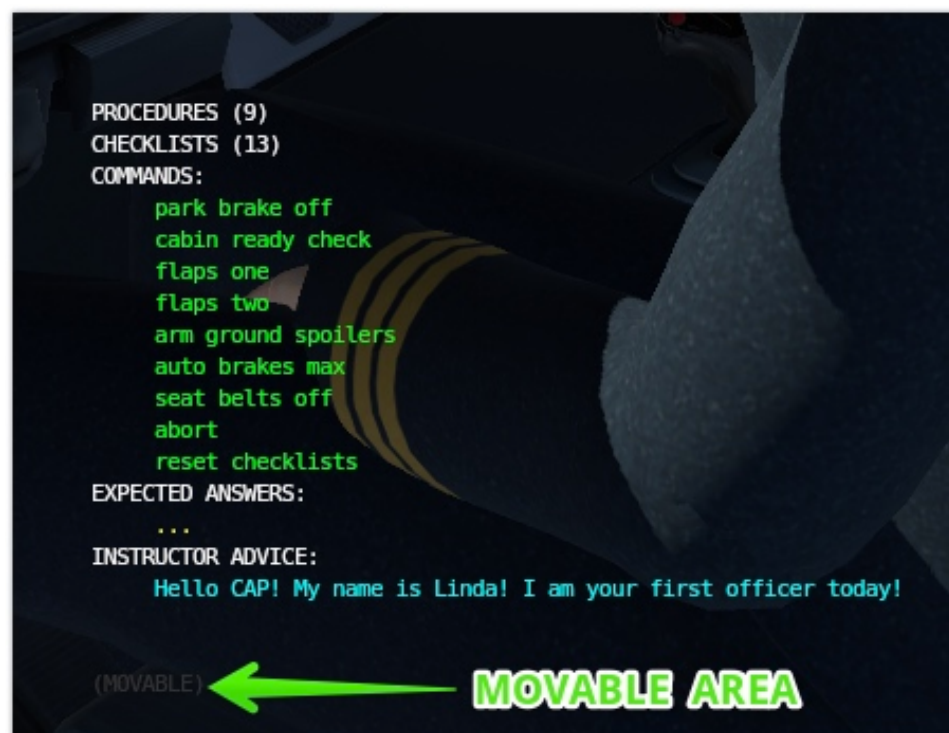 PROCEDURES (9)
CHECKLISTS (13)
COMMANDS:
park brake off
cabin ready check
flaps one
flaps two
arm ground spoilers
auto brakes max
seat belts off
abort
reset checklists
EXPECTED ANSWERS:
...
INSTRUCTOR ADVICE:
Hello CAP! My name is Linda! I am your first officer today!
(MOVABLE) MOVABLE AREA